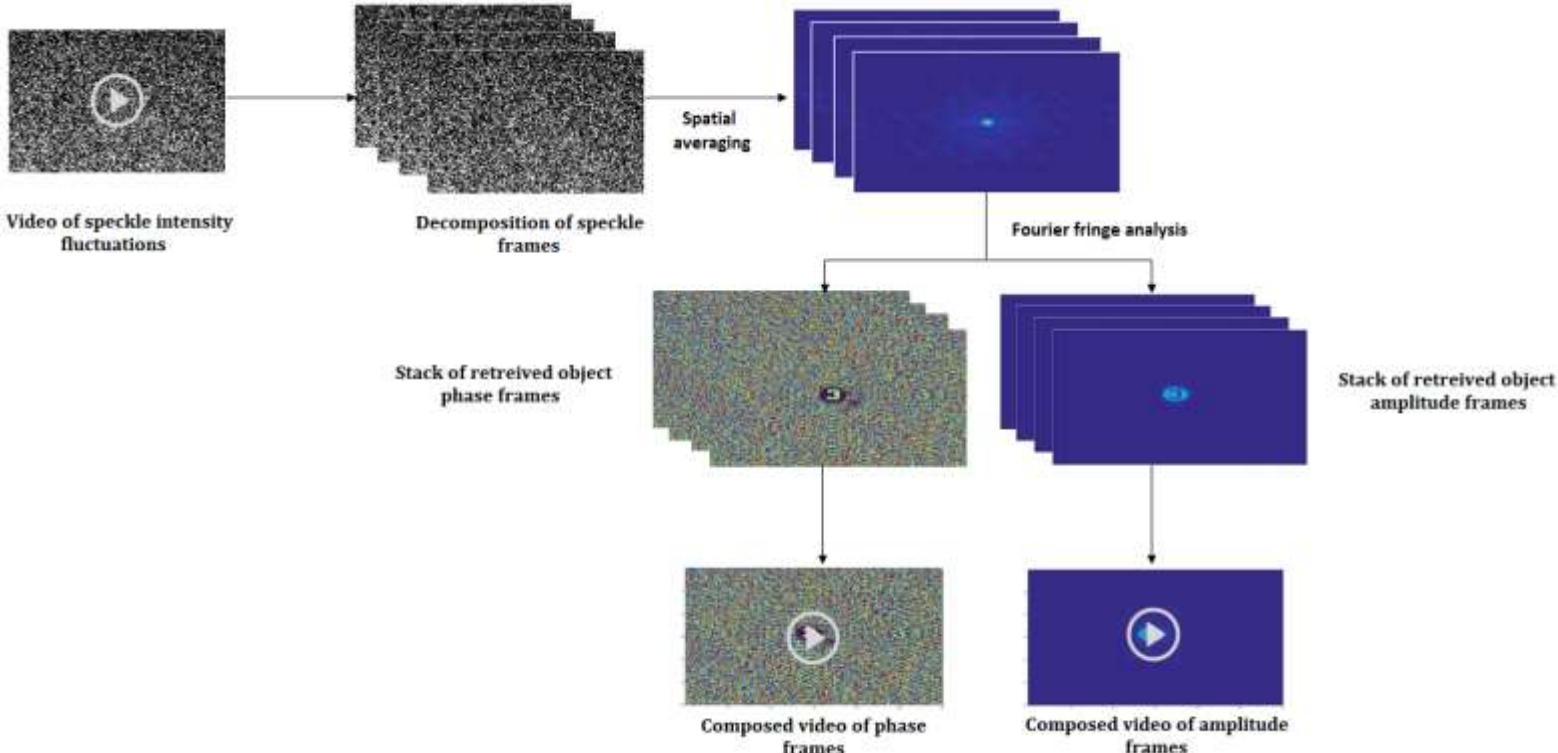 Video of speckle intensity
fluctuations
Decomposition of speckle
frames
Spatial
averaging
Fourier fringe analysis
Stack of retreived object
phase frames
Stack of retreived object
amplitude frames
Composed video of phase
frames
Composed video of amplitude
frames